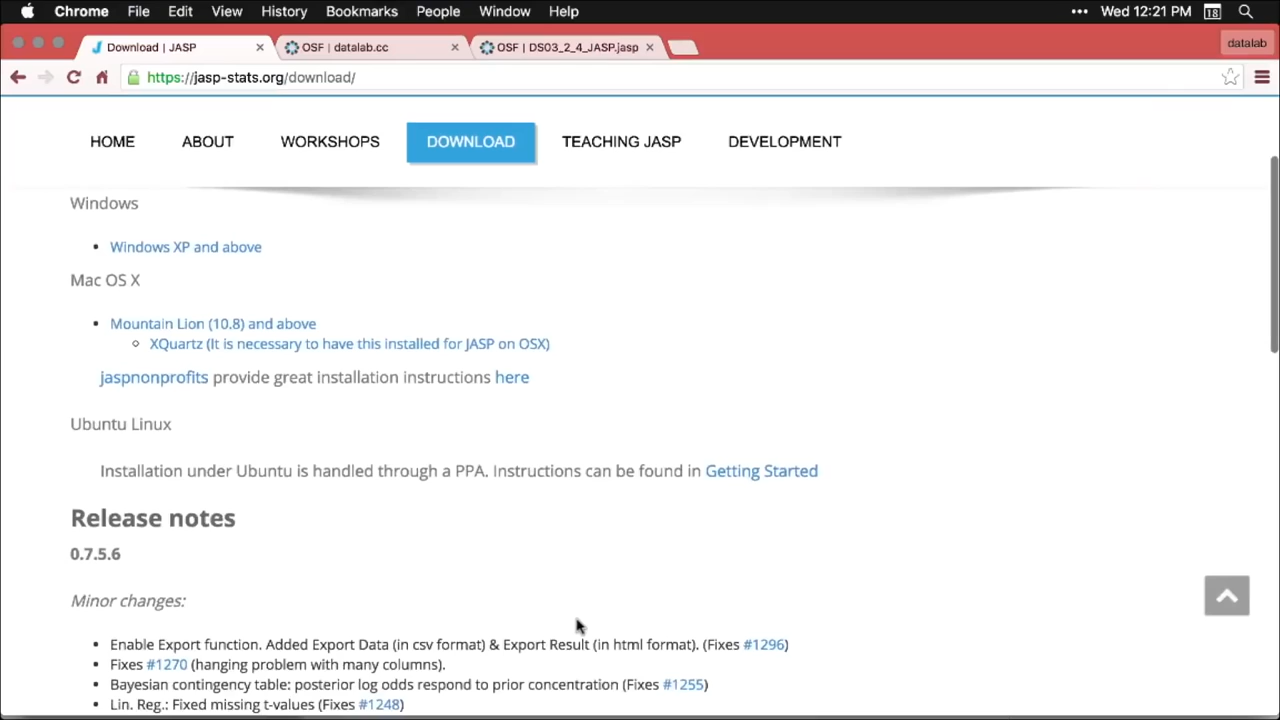 Chrome File Edit View History Bookmarks People Window Help ••• Wed 12:21 PM 18
Download | JASP OSF | datalab.cc OSF | DS03_2_4_JASP.jasp datalab
https://jasp-stats.org/download/
HOME ABOUT WORKSHOPS DOWNLOAD TEACHING JASP DEVELOPMENT
Windows
• Windows XP and above
Mac OS X
• Mountain Lion (10.8) and above
◦ XQuartz (It is necessary to have this installed for JASP on OSX)
jaspnonprofits provide great installation instructions here
Ubuntu Linux
Installation under Ubuntu is handled through a PPA. Instructions can be found in Getting Started
Release notes
0.7.5.6
Minor changes:
• Enable Export function. Added Export Data (in csv format) & Export Result (in html format). (Fixes #1296)
• Fixes #1270 (hanging problem with many columns).
• Bayesian contingency table: posterior log odds respond to prior concentration (Fixes #1255)
• Lin. Reg.: Fixed missing t-values (Fixes #1248)